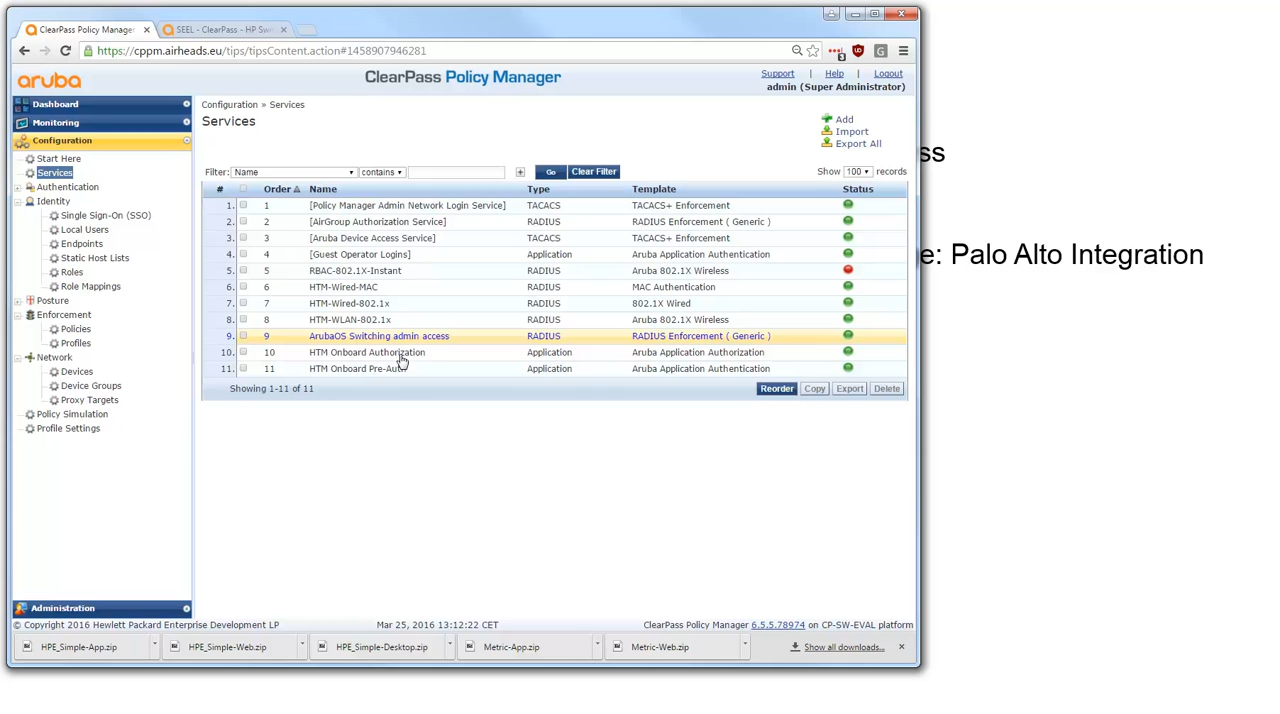 ClearPass Policy Manager
SEEL - ClearPass - HP Swi
https://cppm.airheads.eu/tips/tipsContent.action#1458907946281
3
G
aruba
ClearPass Policy Manager
Support | Help | Logout
admin (Super Administrator)
Dashboard
Monitoring
Configuration
Start Here
Services
Authentication
Identity
Single Sign-On (SSO)
Local Users
Endpoints
Static Host Lists
Roles
Role Mappings
Posture
Enforcement
Policies
Profiles
Network
Devices
Device Groups
Proxy Targets
Policy Simulation
Profile Settings
Administration
Configuration » Services
Services
Add
Import
Export All
Filter: Name contains Go Clear Filter Show 100 records
# Order Name Type Template Status
1. 1 [Policy Manager Admin Network Login Service] TACACS TACACS+ Enforcement
2. 2 [AirGroup Authorization Service] RADIUS RADIUS Enforcement ( Generic )
3. 3 [Aruba Device Access Service] TACACS TACACS+ Enforcement
4. 4 [Guest Operator Logins] Application Aruba Application Authentication
5. 5 RBAC-802.1X-Instant RADIUS Aruba 802.1X Wireless
6. 6 HTM-Wired-MAC RADIUS MAC Authentication
7. 7 HTM-Wired-802.1x RADIUS 802.1X Wired
8. 8 HTM-WLAN-802.1x RADIUS Aruba 802.1X Wireless
9. 9 ArubaOS Switching admin access RADIUS RADIUS Enforcement ( Generic )
10. 10 HTM Onboard Authorization Application Aruba Application Authorization
11. 11 HTM Onboard Pre-Auth Application Aruba Application Authentication
Showing 1-11 of 11 Reorder Copy Export Delete
© Copyright 2016 Hewlett Packard Enterprise Development LP Mar 25, 2016 13:12:22 CET ClearPass Policy Manager 6.5.5.78974 on CP-SW-EVAL platform
HPE_Simple-App.zip HPE_Simple-Web.zip HPE_Simple-Desktop.zip Metric-App.zip Metric-Web.zip Show all downloads...
ss
e: Palo Alto Integration